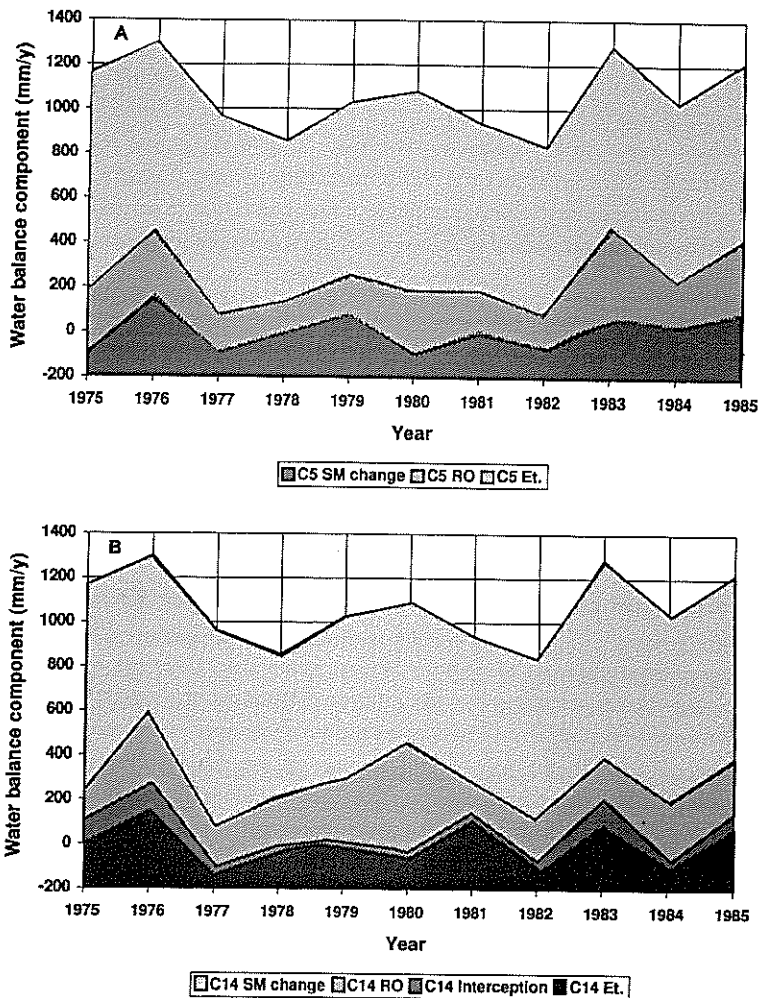 1400
A
1200
1000
800
600
400
200
0
-200
Water balance component (mm/y)
1975 1976 1977 1978 1979 1980 1981 1982 1983 1984 1985
Year
C5 SM change C5 RO C5 Et.
1400
B
1200
1000
800
600
400
200
0
-200
Water balance component (mm/y)
1975 1976 1977 1978 1979 1980 1981 1982 1983 1984 1985
Year
C14 SM change C14 RO C14 Interception C14 Et.